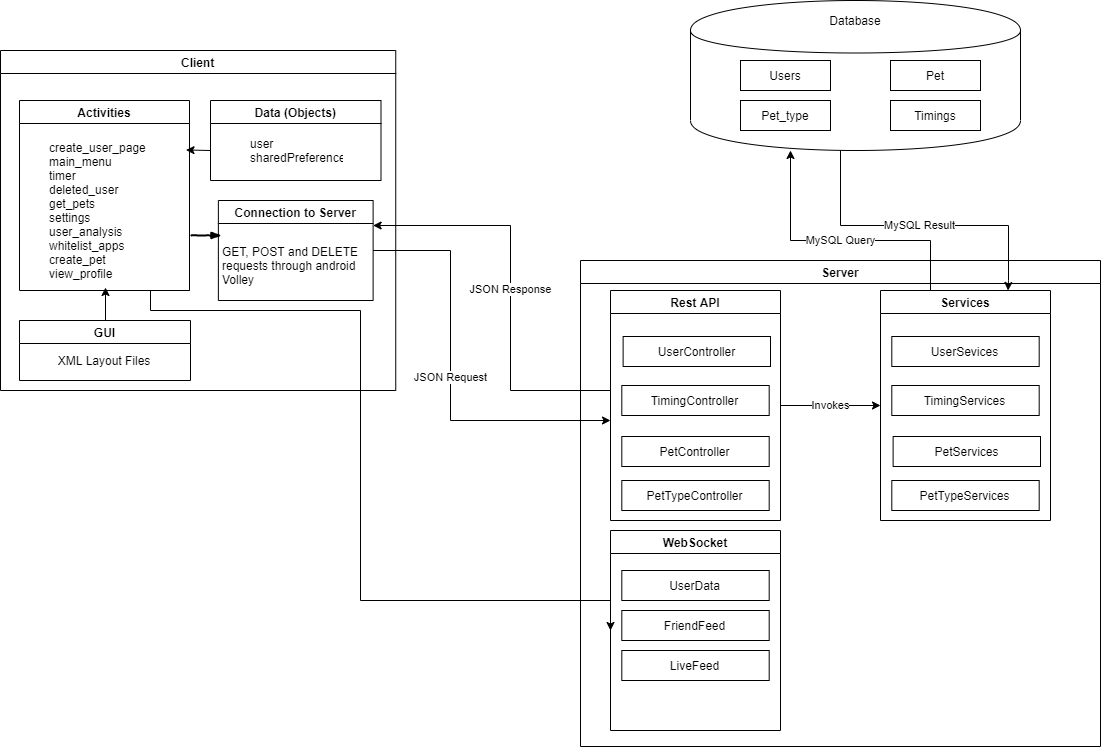 Database
Users
Pet
Pet_type
Timings
Client
Activities
create_user_page
main_menu
timer
deleted_user
get_pets
settings
user_analysis
whitelist_apps
create_pet
view_profile
Data (Objects)
user
sharedPreference
Connection to Server
GET, POST and DELETE
requests through android
Volley
GUI
XML Layout Files
JSON Response
JSON Request
MySQL Result
MySQL Query
Server
Rest API
UserController
TimingController
PetController
PetTypeController
Invokes
Services
UserSevices
TimingServices
PetServices
PetTypeServices
WebSocket
UserData
FriendFeed
LiveFeed